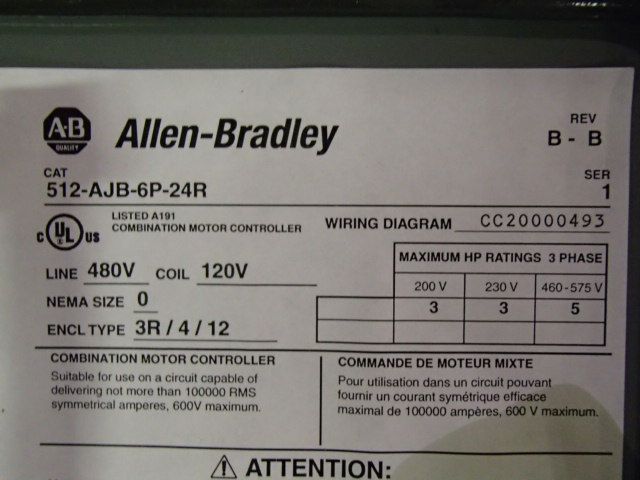 A-B
QUALITY
Allen-Bradley
REV
B - B
CAT
512-AJB-6P-24R
SER
1
c UL us
LISTED A191
COMBINATION MOTOR CONTROLLER
WIRING DIAGRAM CC20000493
LINE 480V COIL 120V
NEMA SIZE 0
ENCL TYPE 3R / 4 / 12
MAXIMUM HP RATINGS 3 PHASE
200 V 230 V 460-575 V
3 3 5
COMBINATION MOTOR CONTROLLER
Suitable for use on a circuit capable of
delivering not more than 100000 RMS
symmetrical amperes, 600V maximum.
COMMANDE DE MOTEUR MIXTE
Pour utilisation dans un circuit pouvant
fournir un courant symétrique efficace
maximal de 100000 ampères, 600 V maximum.
ATTENTION: